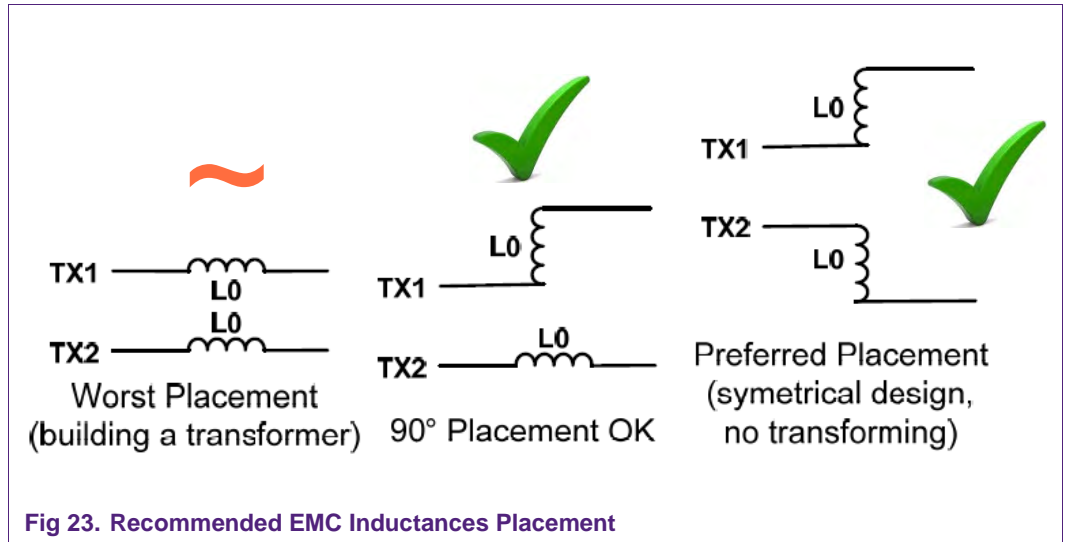 TX1
L0
L0
TX2
Worst Placement
(building a transformer)
L0
TX1
L0
TX2
90° Placement OK
L0
TX1
TX2
L0
Preferred Placement
(symetrical design,
no transforming)
Fig 23. Recommended EMC Inductances Placement